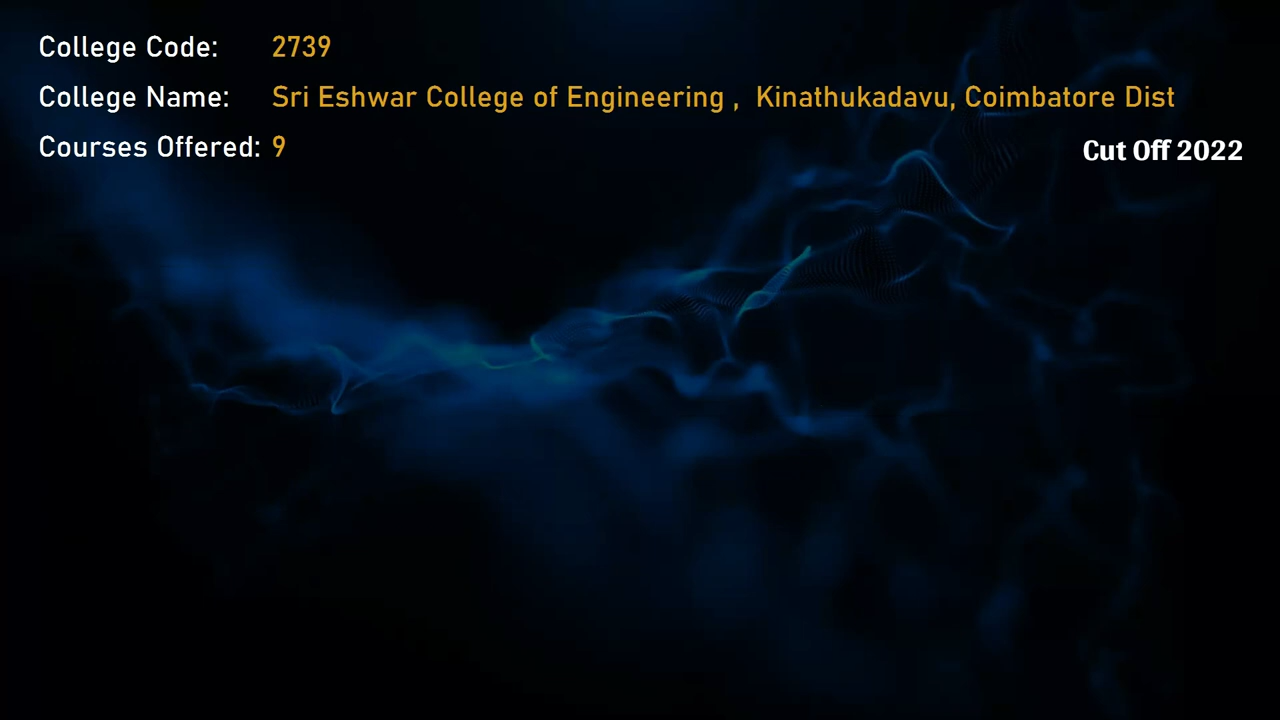 College Code: 2739
College Name: Sri Eshwar College of Engineering , Kinathukadavu, Coimbatore Dist
Courses Offered: 9
Cut Off 2022